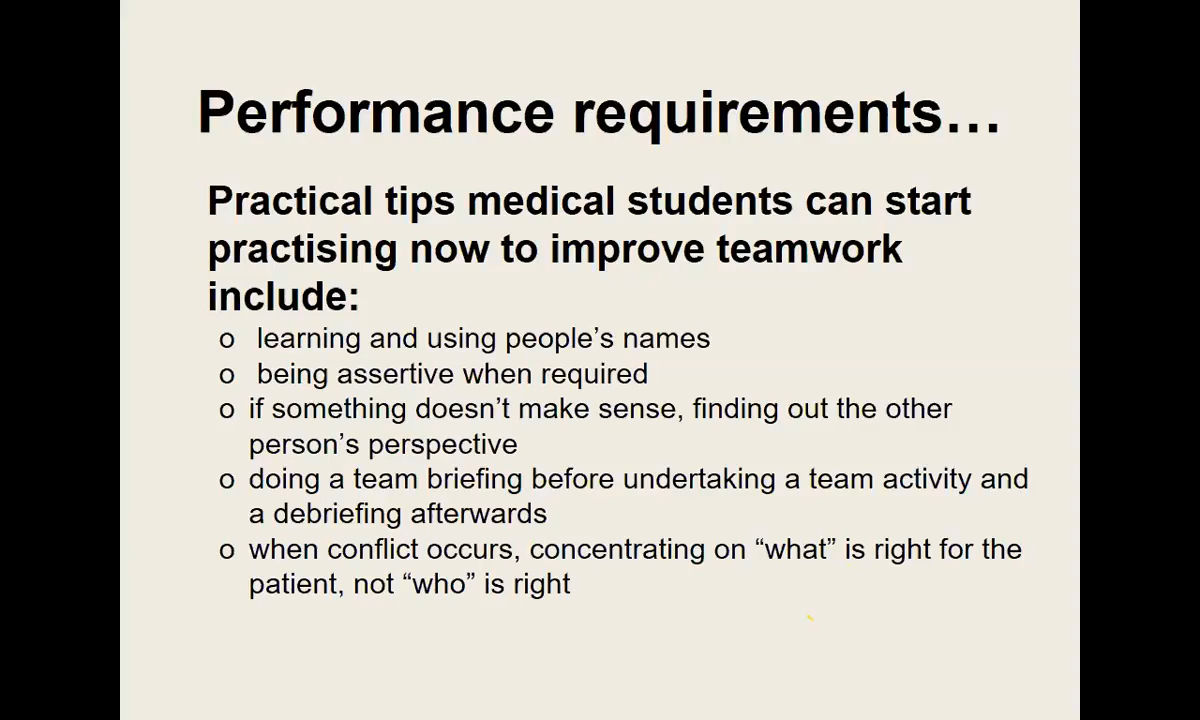 Performance requirements…
Practical tips medical students can start
practising now to improve teamwork
include:
o learning and using people’s names
o being assertive when required
o if something doesn’t make sense, finding out the other
person’s perspective
o doing a team briefing before undertaking a team activity and
a debriefing afterwards
o when conflict occurs, concentrating on “what” is right for the
patient, not “who” is right